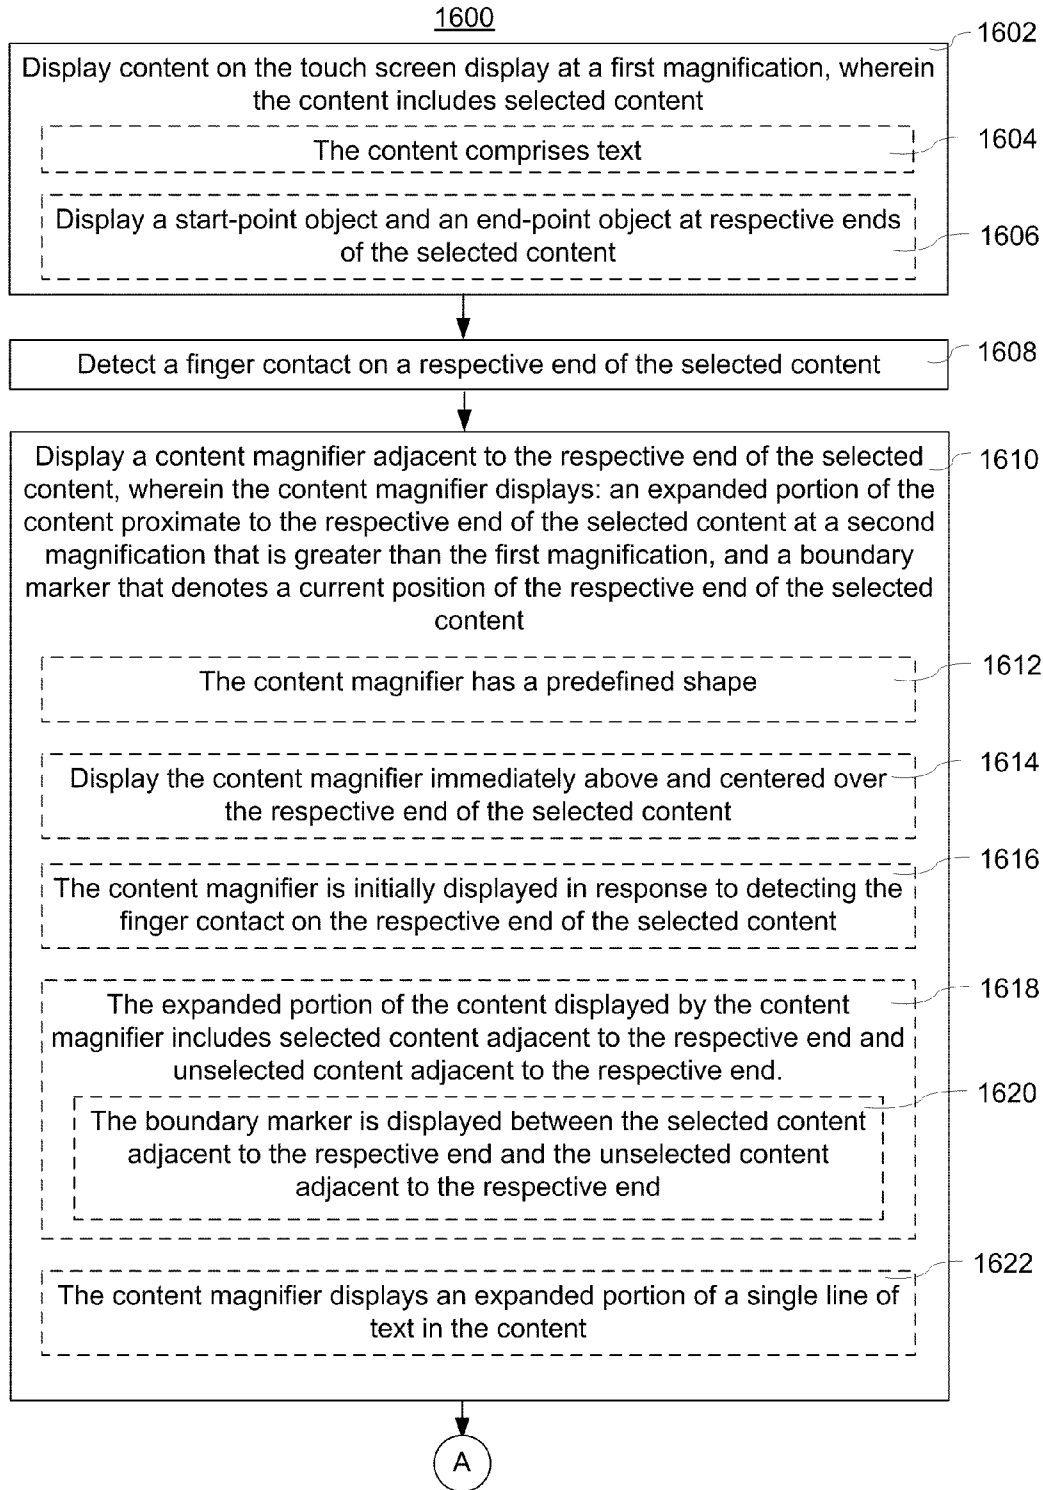 1600
1602
Display content on the touch screen display at a first magnification, wherein
the content includes selected content
1604
The content comprises text
Display a start-point object and an end-point object at respective ends
of the selected content
1606
Detect a finger contact on a respective end of the selected content
1608
Display a content magnifier adjacent to the respective end of the selected
1610
content, wherein the content magnifier displays: an expanded portion of the
content proximate to the respective end of the selected content at a second
magnification that is greater than the first magnification, and a boundary
marker that denotes a current position of the respective end of the selected
content
1612
The content magnifier has a predefined shape
1614
Display the content magnifier immediately above and centered over
the respective end of the selected content
1616
The content magnifier is initially displayed in response to detecting the
finger contact on the respective end of the selected content
1618
The expanded portion of the content displayed by the content
magnifier includes selected content adjacent to the respective end and
unselected content adjacent to the respective end.
1620
The boundary marker is displayed between the selected content
adjacent to the respective end and the unselected content
adjacent to the respective end
1622
The content magnifier displays an expanded portion of a single line of
text in the content
A